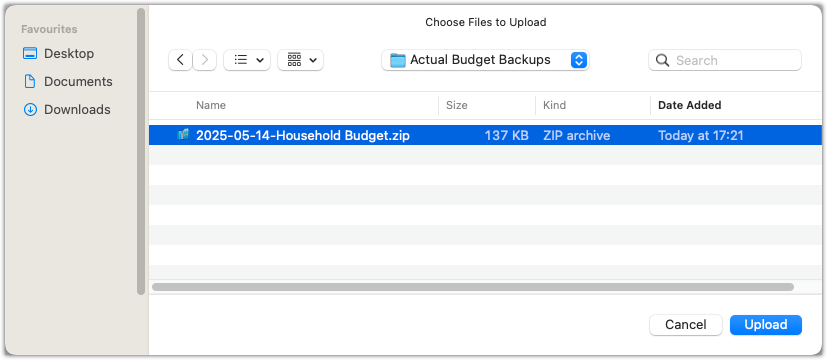 Choose Files to Upload
Favourites
Desktop
Documents
Downloads
Actual Budget Backups
Search
Name Size Kind Date Added
2025-05-14-Household Budget.zip 137 KB ZIP archive Today at 17:21
Cancel Upload